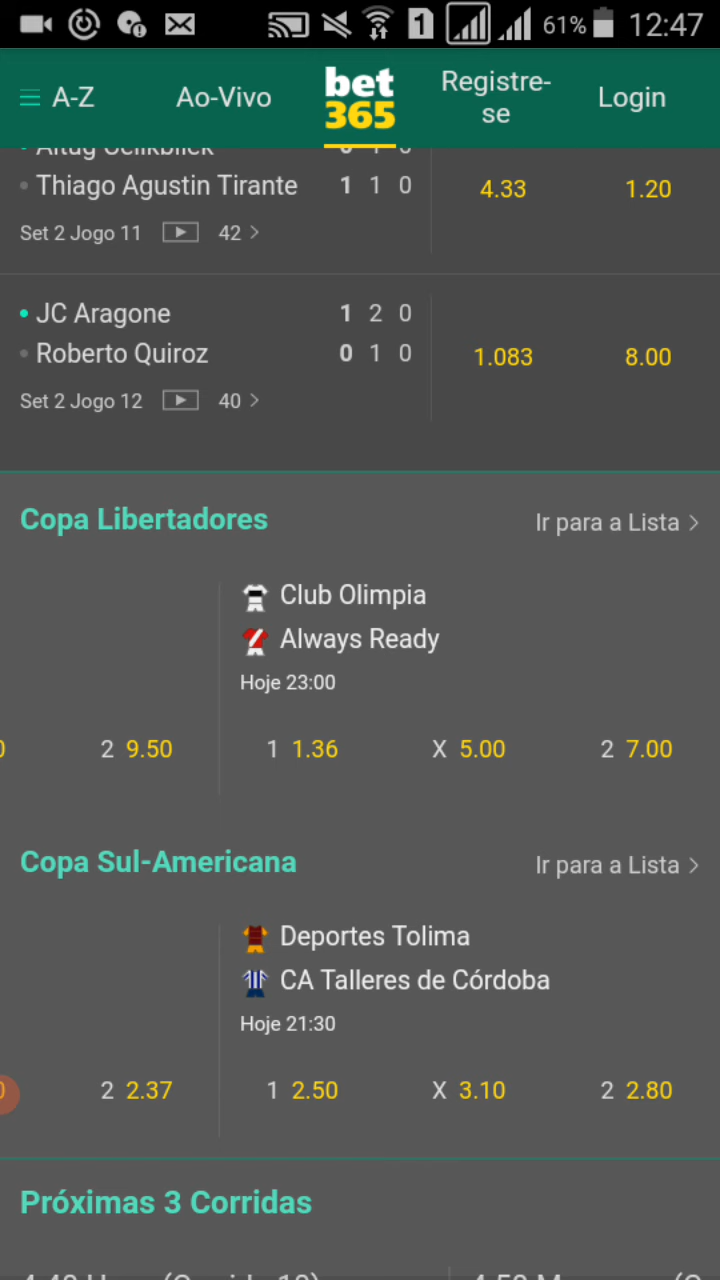 1 61% 12:47
A-Z Ao-Vivo bet365 Registre-se Login
Thiago Agustin Tirante 1 1 0 4.33 1.20
Set 2 Jogo 11 42 >
JC Aragone 1 2 0
Roberto Quiroz 0 1 0 1.083 8.00
Set 2 Jogo 12 40 >
Copa Libertadores Ir para a Lista >
Club Olimpia
Always Ready
Hoje 23:00
2 9.50 1 1.36 X 5.00 2 7.00
Copa Sul-Americana Ir para a Lista >
Deportes Tolima
CA Talleres de Córdoba
Hoje 21:30
2 2.37 1 2.50 X 3.10 2 2.80
Próximas 3 Corridas